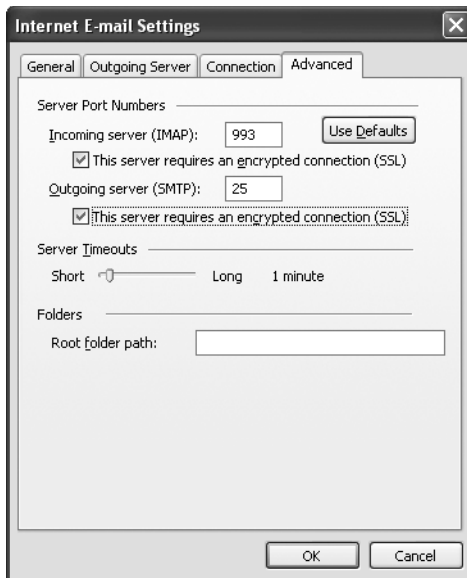 Internet E-mail Settings
General Outgoing Server Connection Advanced
Server Port Numbers
Incoming server (IMAP): 993 Use Defaults
This server requires an encrypted connection (SSL)
Outgoing server (SMTP): 25
This server requires an encrypted connection (SSL)
Server Timeouts
Short Long 1 minute
Folders
Root folder path:
OK Cancel